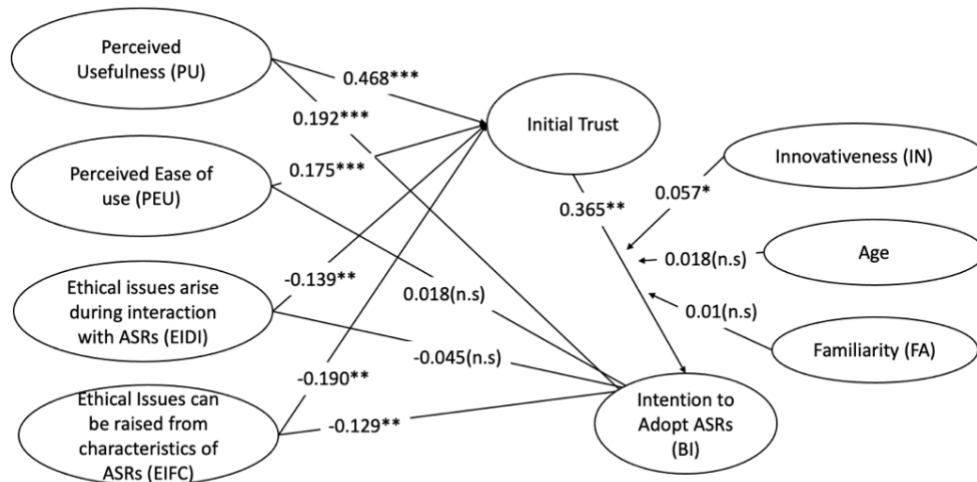 Perceived
Usefulness (PU)
0.468***
Initial Trust
0.192***
Innovativeness (IN)
0.175***
Perceived Ease of
use (PEU)
0.057*
0.365**
Age
0.018(n.s)
-0.139**
Ethical issues arise
during interaction
with ASRs (EIDI)
0.018(n.s)
0.01(n.s)
Familiarity (FA)
-0.045(n.s)
-0.190**
Ethical Issues can
be raised from
characteristics of
ASRs (EIFC)
-0.129**
Intention to
Adopt ASRs
(BI)